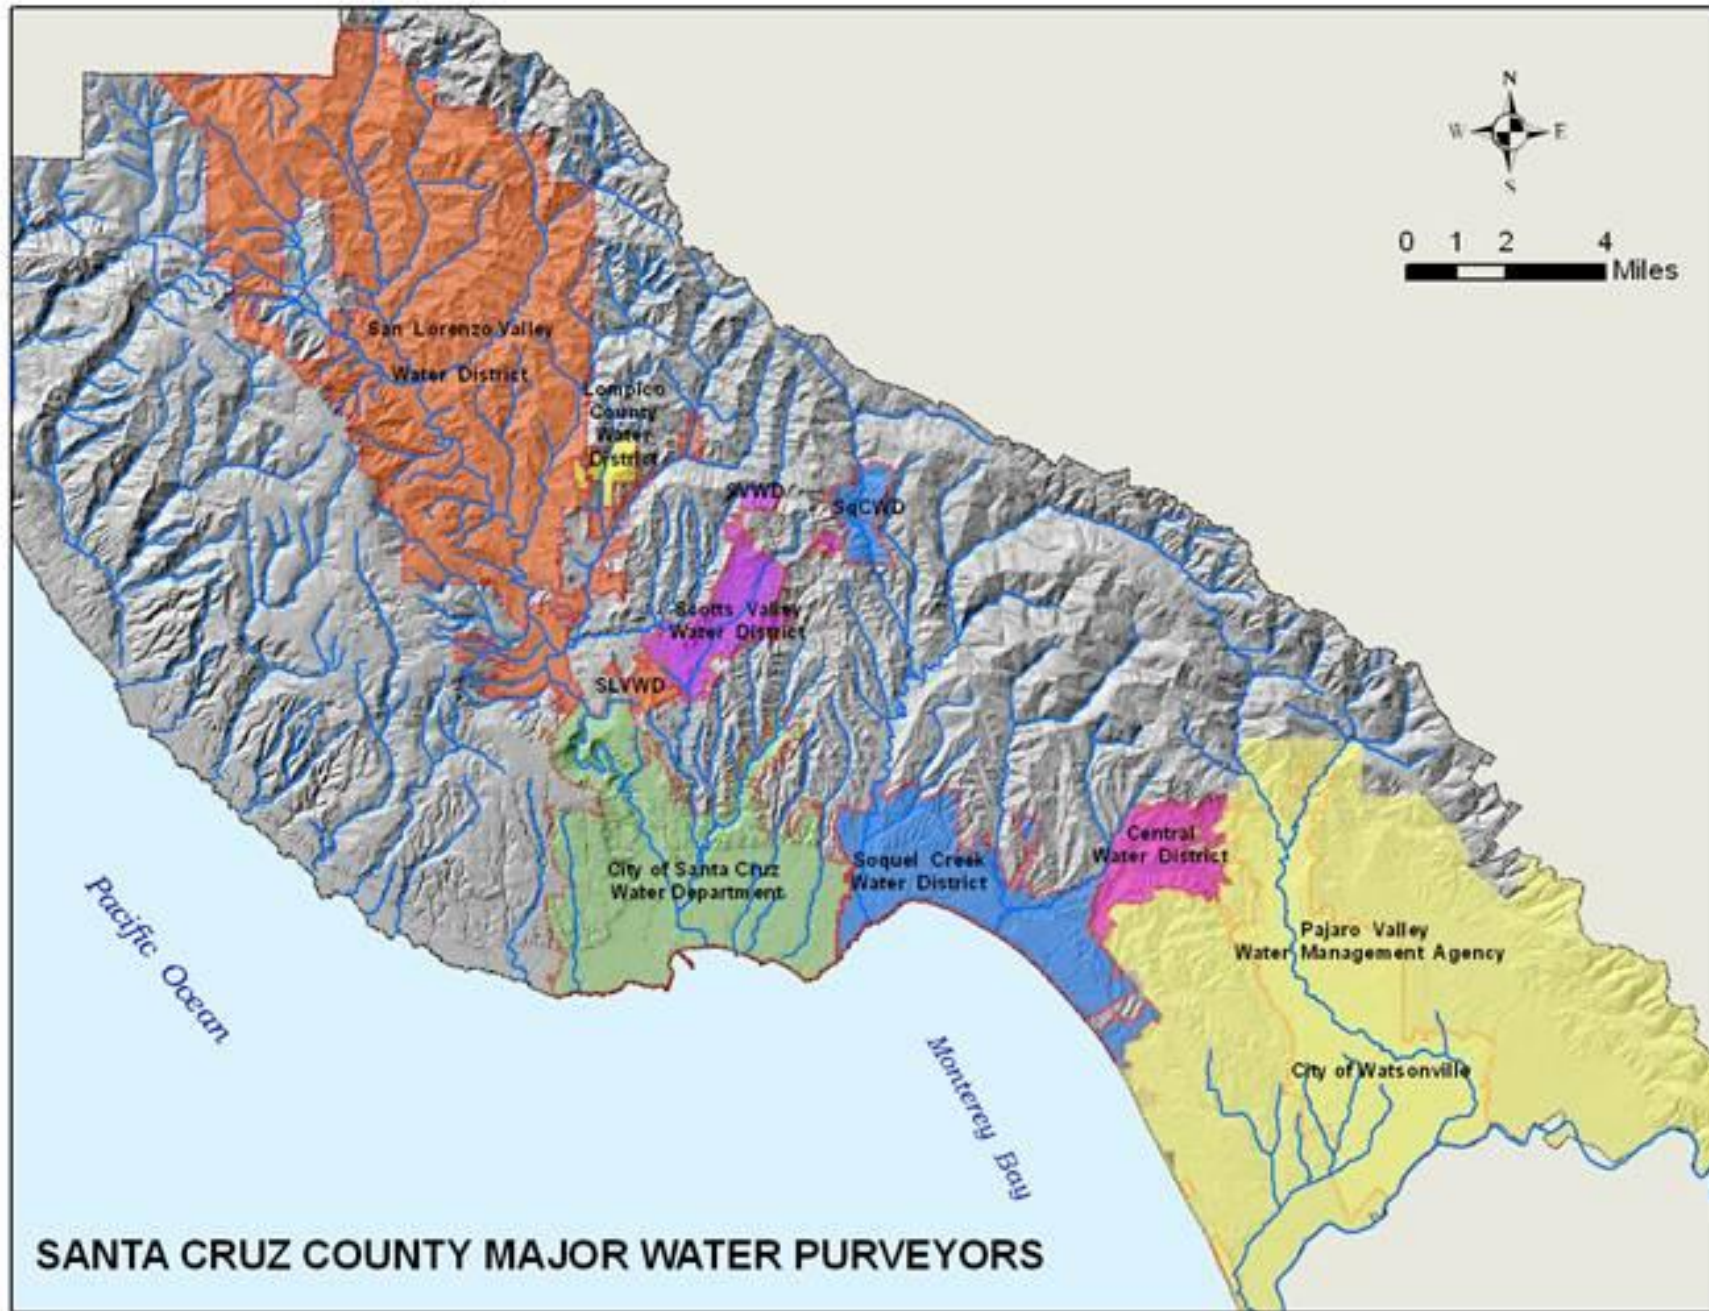 N
W E
S
0 1 2 4
Miles
San Lorenzo Valley
Water District
Lompico
County
Water
District
SVWD
SqCWD
Scotts Valley
Water District
SLVWD
Central
Water District
City of Santa Cruz
Water Department
Soquel Creek
Water District
Pajaro Valley
Water Management Agency
City of Watsonville
Pacific Ocean
Monterey Bay
SANTA CRUZ COUNTY MAJOR WATER PURVEYORS